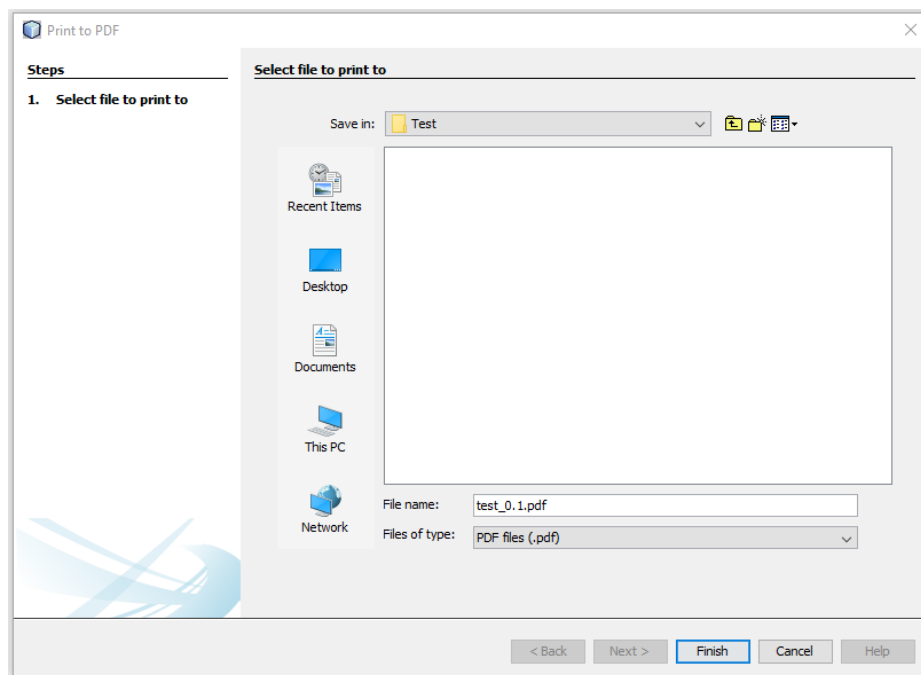 Print to PDF
Steps
1. Select file to print to
Select file to print to
Save in: Test
Recent Items
Desktop
Documents
This PC
Network
File name: test_0.1.pdf
Files of type: PDF files (.pdf)
< Back Next > Finish Cancel Help